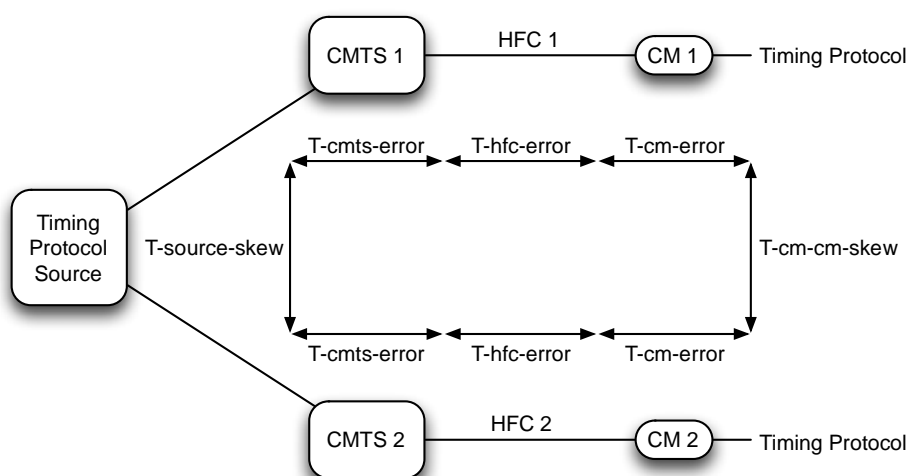 HFC 1
CMTS 1
CM 1
Timing Protocol
T-cmts-error
T-hfc-error
T-cm-error
Timing
Protocol
Source
T-source-skew
T-cm-cm-skew
T-cmts-error
T-hfc-error
T-cm-error
HFC 2
CMTS 2
CM 2
Timing Protocol